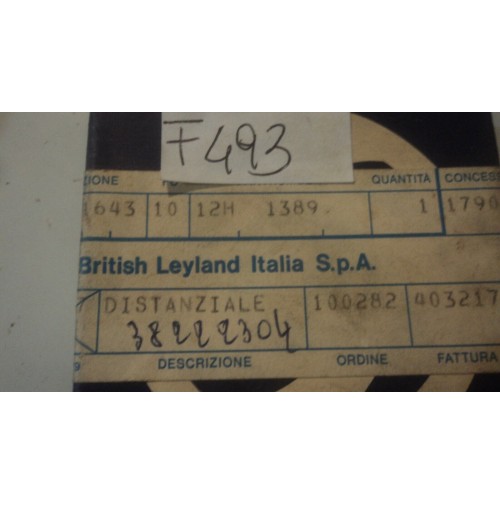 F493
ZIONE QUANTITA CONCES
1643 10 12H 1389 1 1790
British Leyland Italia S.p.A.
DISTANZIALE 100282 403217
38222304
DESCRIZIONE ORDINE FATTURA